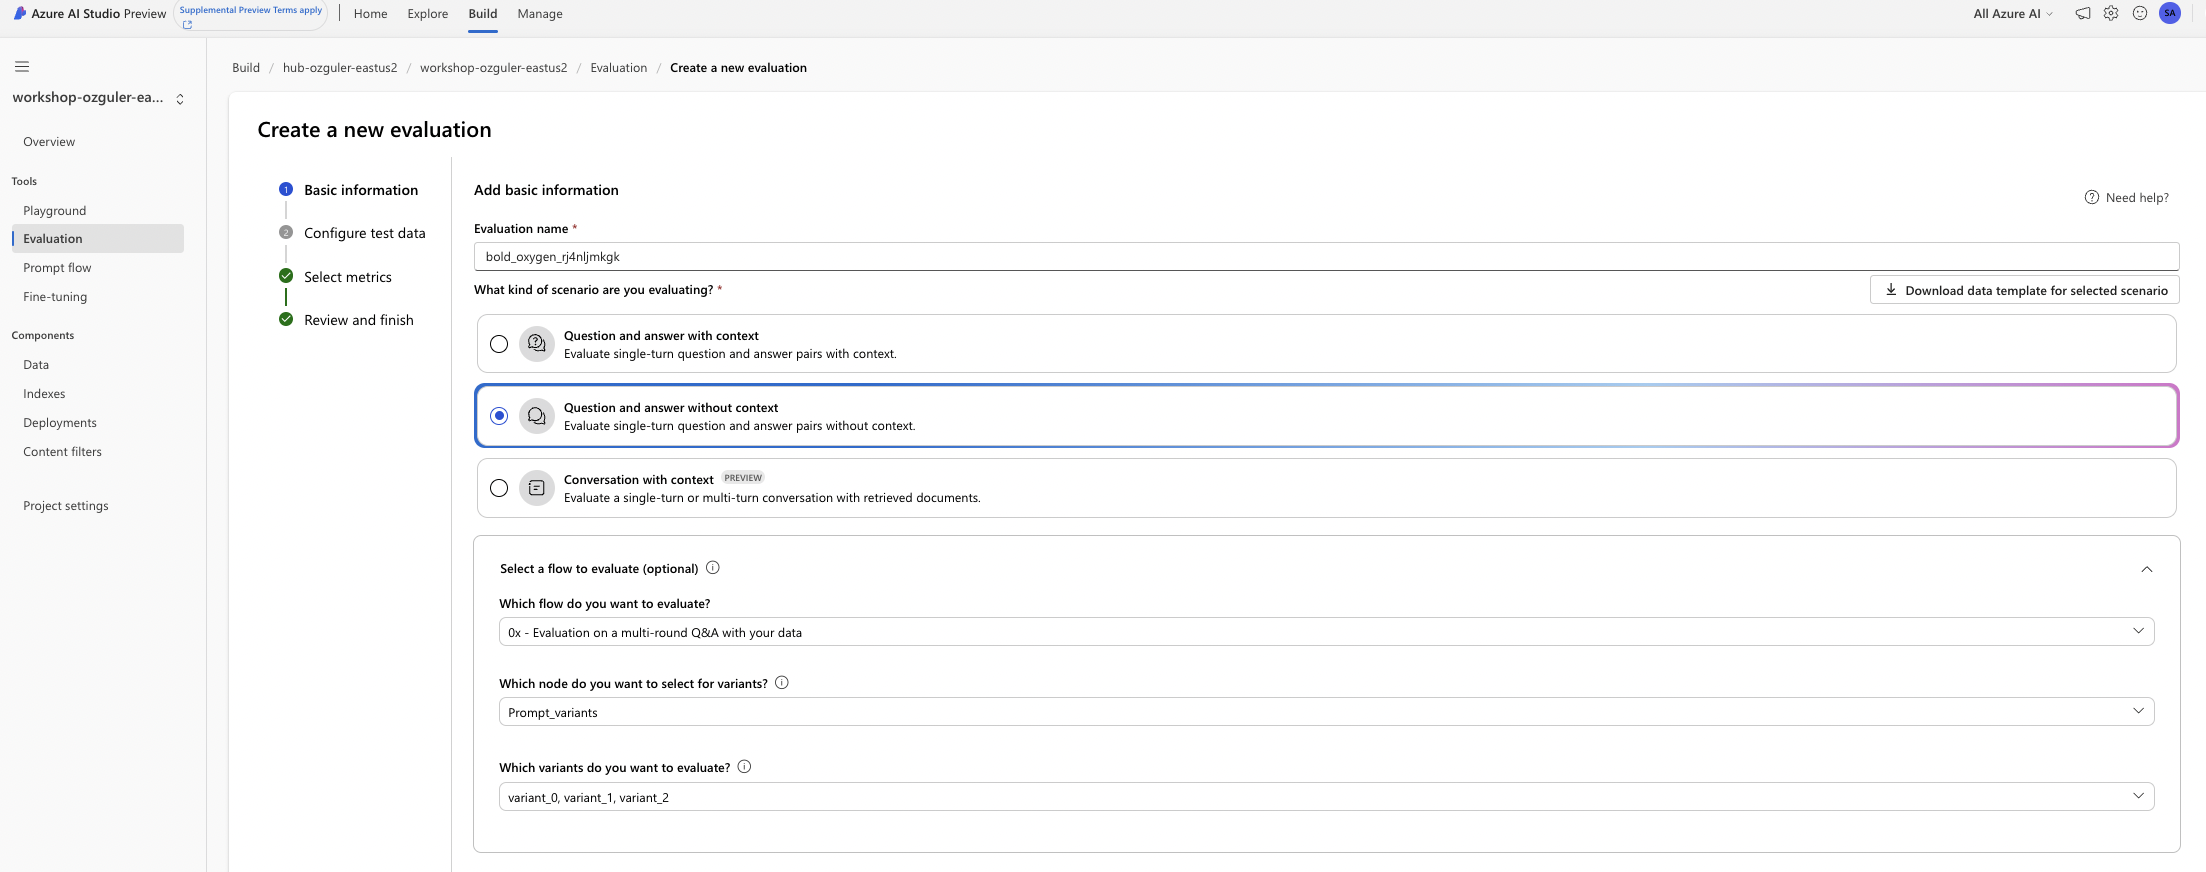 Azure AI Studio Preview
Supplemental Preview Terms apply
Home
Explore
Build
Manage
All Azure AI
SA
workshop-ozguler-ea...
Overview
Tools
Playground
Evaluation
Prompt flow
Fine-tuning
Components
Data
Indexes
Deployments
Content filters
Project settings
Build / hub-ozguler-eastus2 / workshop-ozguler-eastus2 / Evaluation / Create a new evaluation
Create a new evaluation
1 Basic information
2 Configure test data
Select metrics
Review and finish
Add basic information
Need help?
Evaluation name *
bold_oxygen_rj4nljmkgk
What kind of scenario are you evaluating? *
Download data template for selected scenario
Question and answer with context
Evaluate single-turn question and answer pairs with context.
Question and answer without context
Evaluate single-turn question and answer pairs without context.
Conversation with context PREVIEW
Evaluate a single-turn or multi-turn conversation with retrieved documents.
Select a flow to evaluate (optional)
Which flow do you want to evaluate?
0x - Evaluation on a multi-round Q&A with your data
Which node do you want to select for variants?
Prompt_variants
Which variants do you want to evaluate?
variant_0, variant_1, variant_2